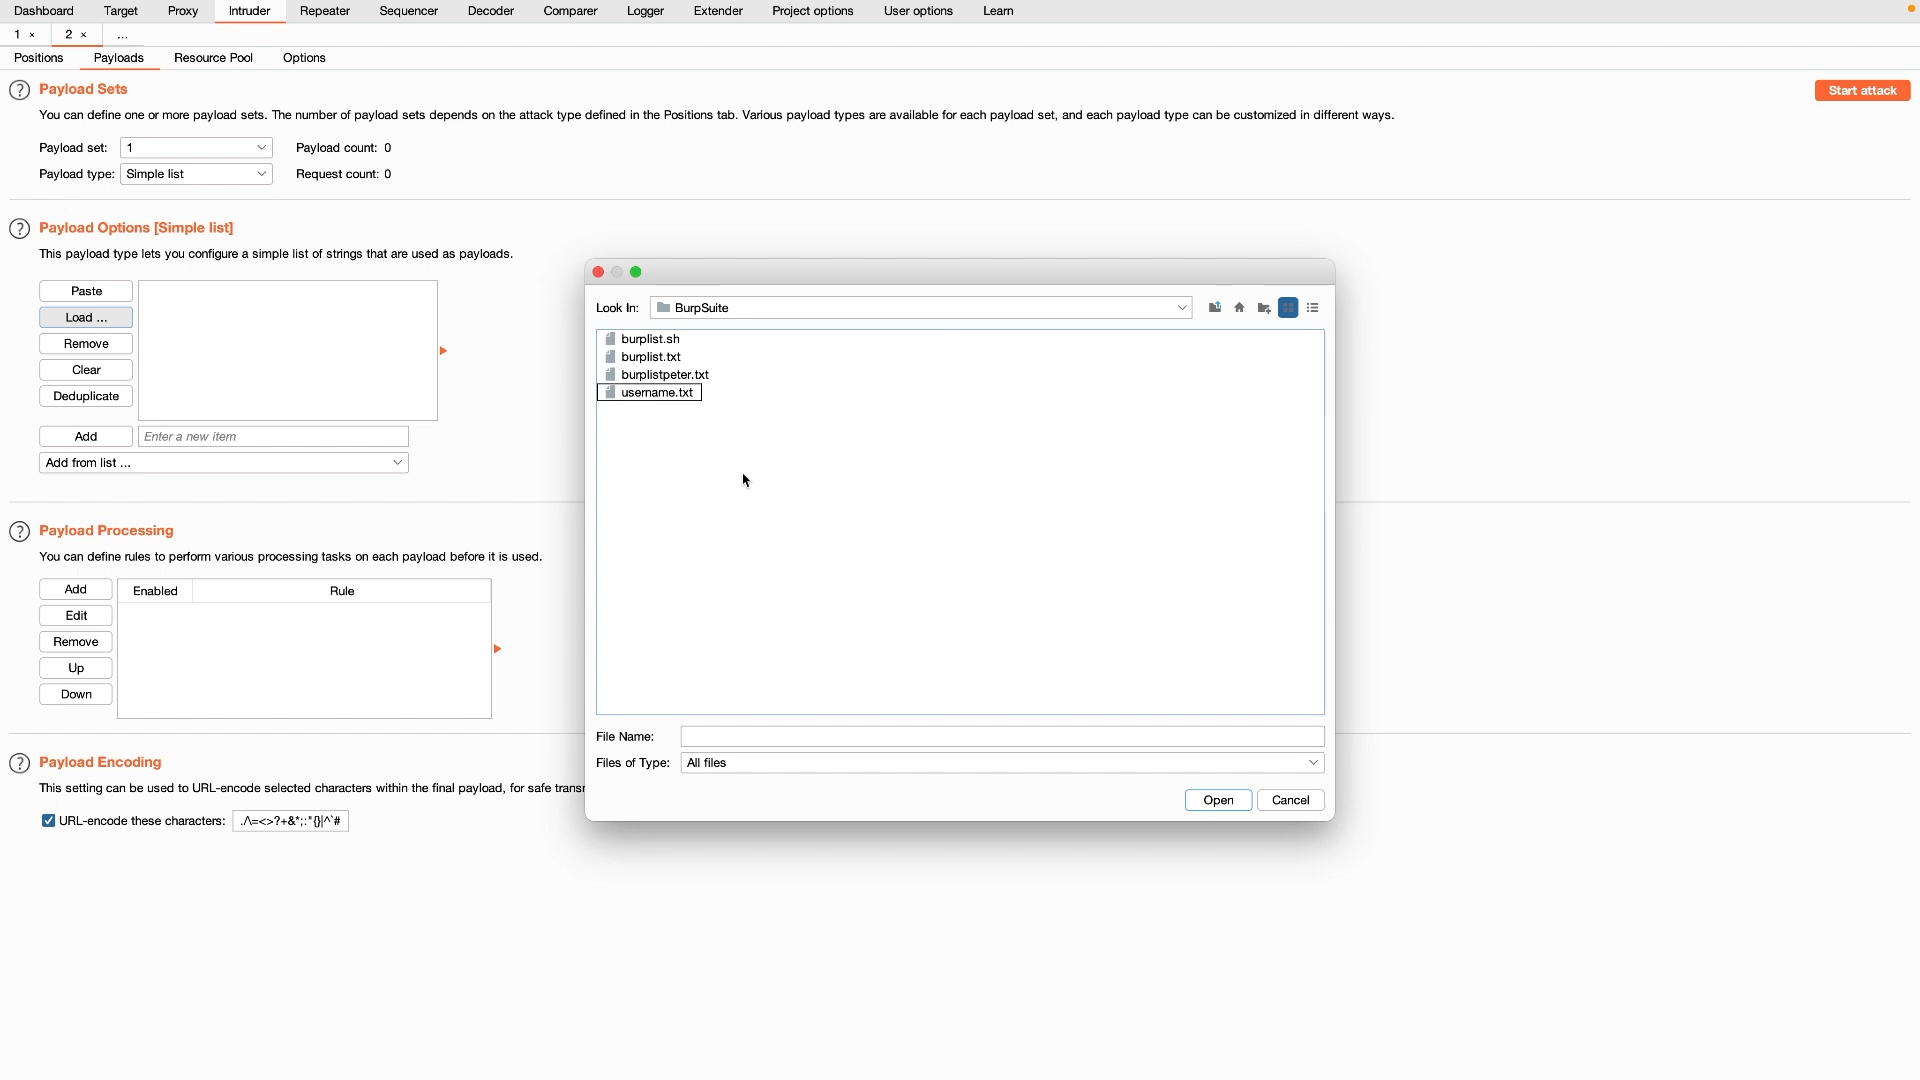 Dashboard Target Proxy Intruder Repeater Sequencer Decoder Comparer Logger Extender Project options User options Learn
1 × 2 × ...
Positions Payloads Resource Pool Options
? Payload Sets
Start attack
You can define one or more payload sets. The number of payload sets depends on the attack type defined in the Positions tab. Various payload types are available for each payload set, and each payload type can be customized in different ways.
Payload set: 1 Payload count: 0
Payload type: Simple list Request count: 0
? Payload Options [Simple list]
This payload type lets you configure a simple list of strings that are used as payloads.
Paste
Load ...
Remove
Clear
Deduplicate
Add Enter a new item
Add from list ...
? Payload Processing
You can define rules to perform various processing tasks on each payload before it is used.
Add
Edit
Remove
Up
Down
Enabled Rule
? Payload Encoding
This setting can be used to URL-encode selected characters within the final payload, for safe
URL-encode these characters: ./\=<>?+&*;:"{}|^`#
Look In: BurpSuite
burplist.sh
burplist.txt
burplistpeter.txt
username.txt
File Name:
Files of Type: All files
Open Cancel